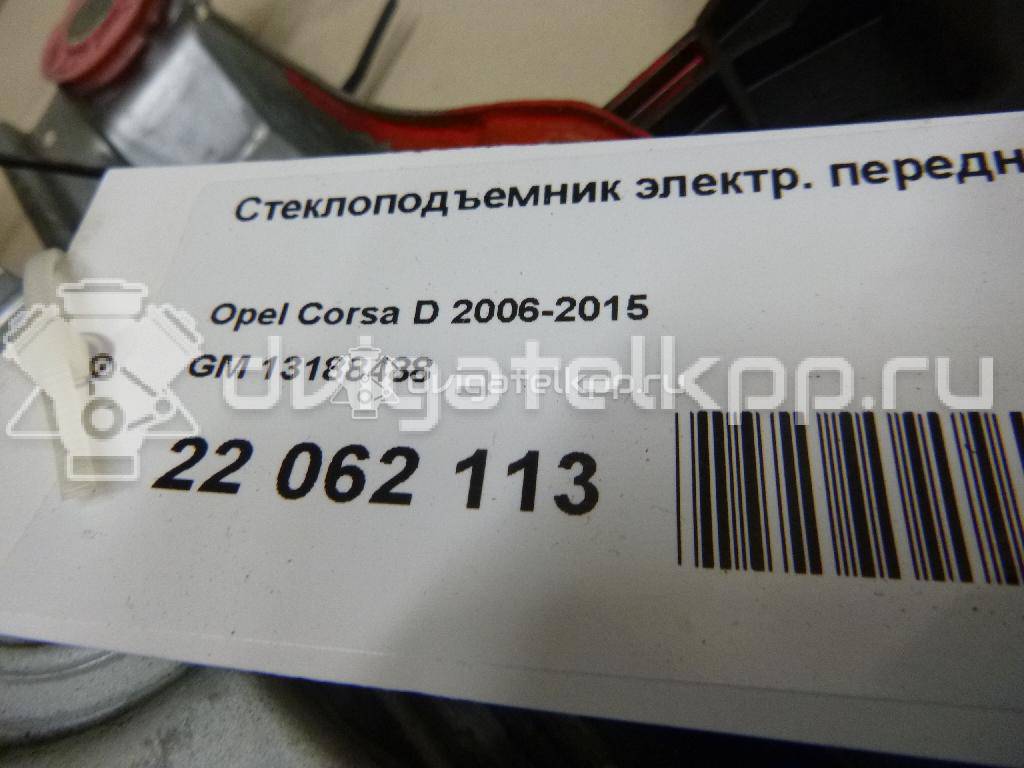 Стеклоподъемник электр. передн
Opel Corsa D 2006-2015
GM 13188488
dvigatelkpp.ru
22 062 113